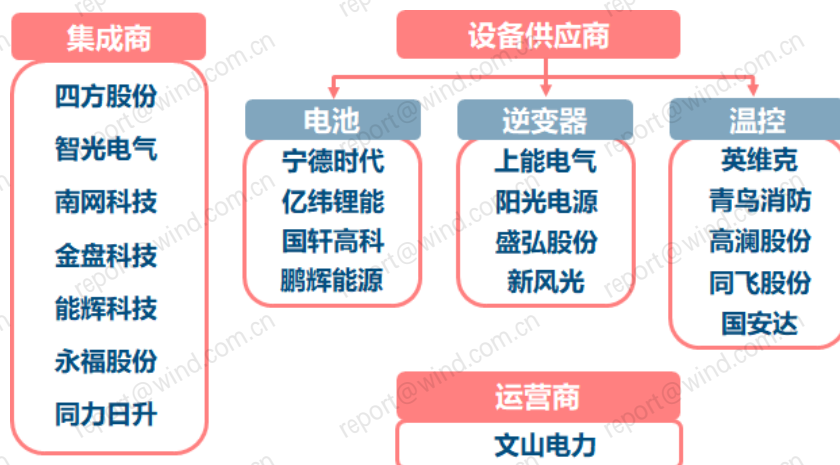 集成商
四方股份
智光电气
南网科技
金盘科技
能辉科技
永福股份
同力日升
设备供应商
电池
宁德时代
亿纬锂能
国轩高科
鹏辉能源
逆变器
上能电气
阳光电源
盛弘股份
新风光
温控
英维克
青鸟消防
高澜股份
同飞股份
国安达
运营商
文山电力
report@wind.com.cn